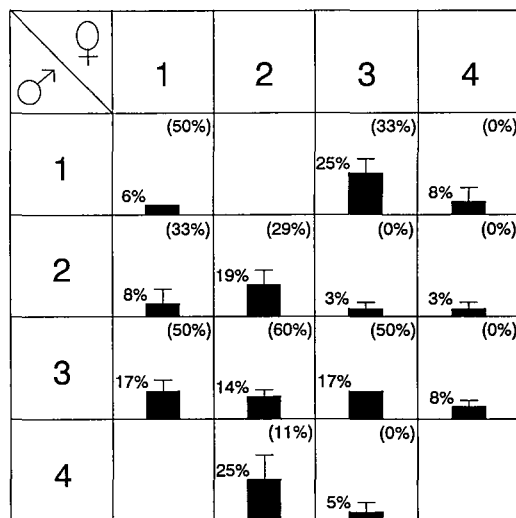 ♂ ♀ 1 2 3 4
1 (50%) 6% (33%) 25% (0%) 8%
2 (33%) 8% (29%) 19% (0%) 3% (0%) 3%
3 (50%) 17% (60%) 14% (50%) 17% (0%) 8%
4 (11%) 25% (0%) 5%